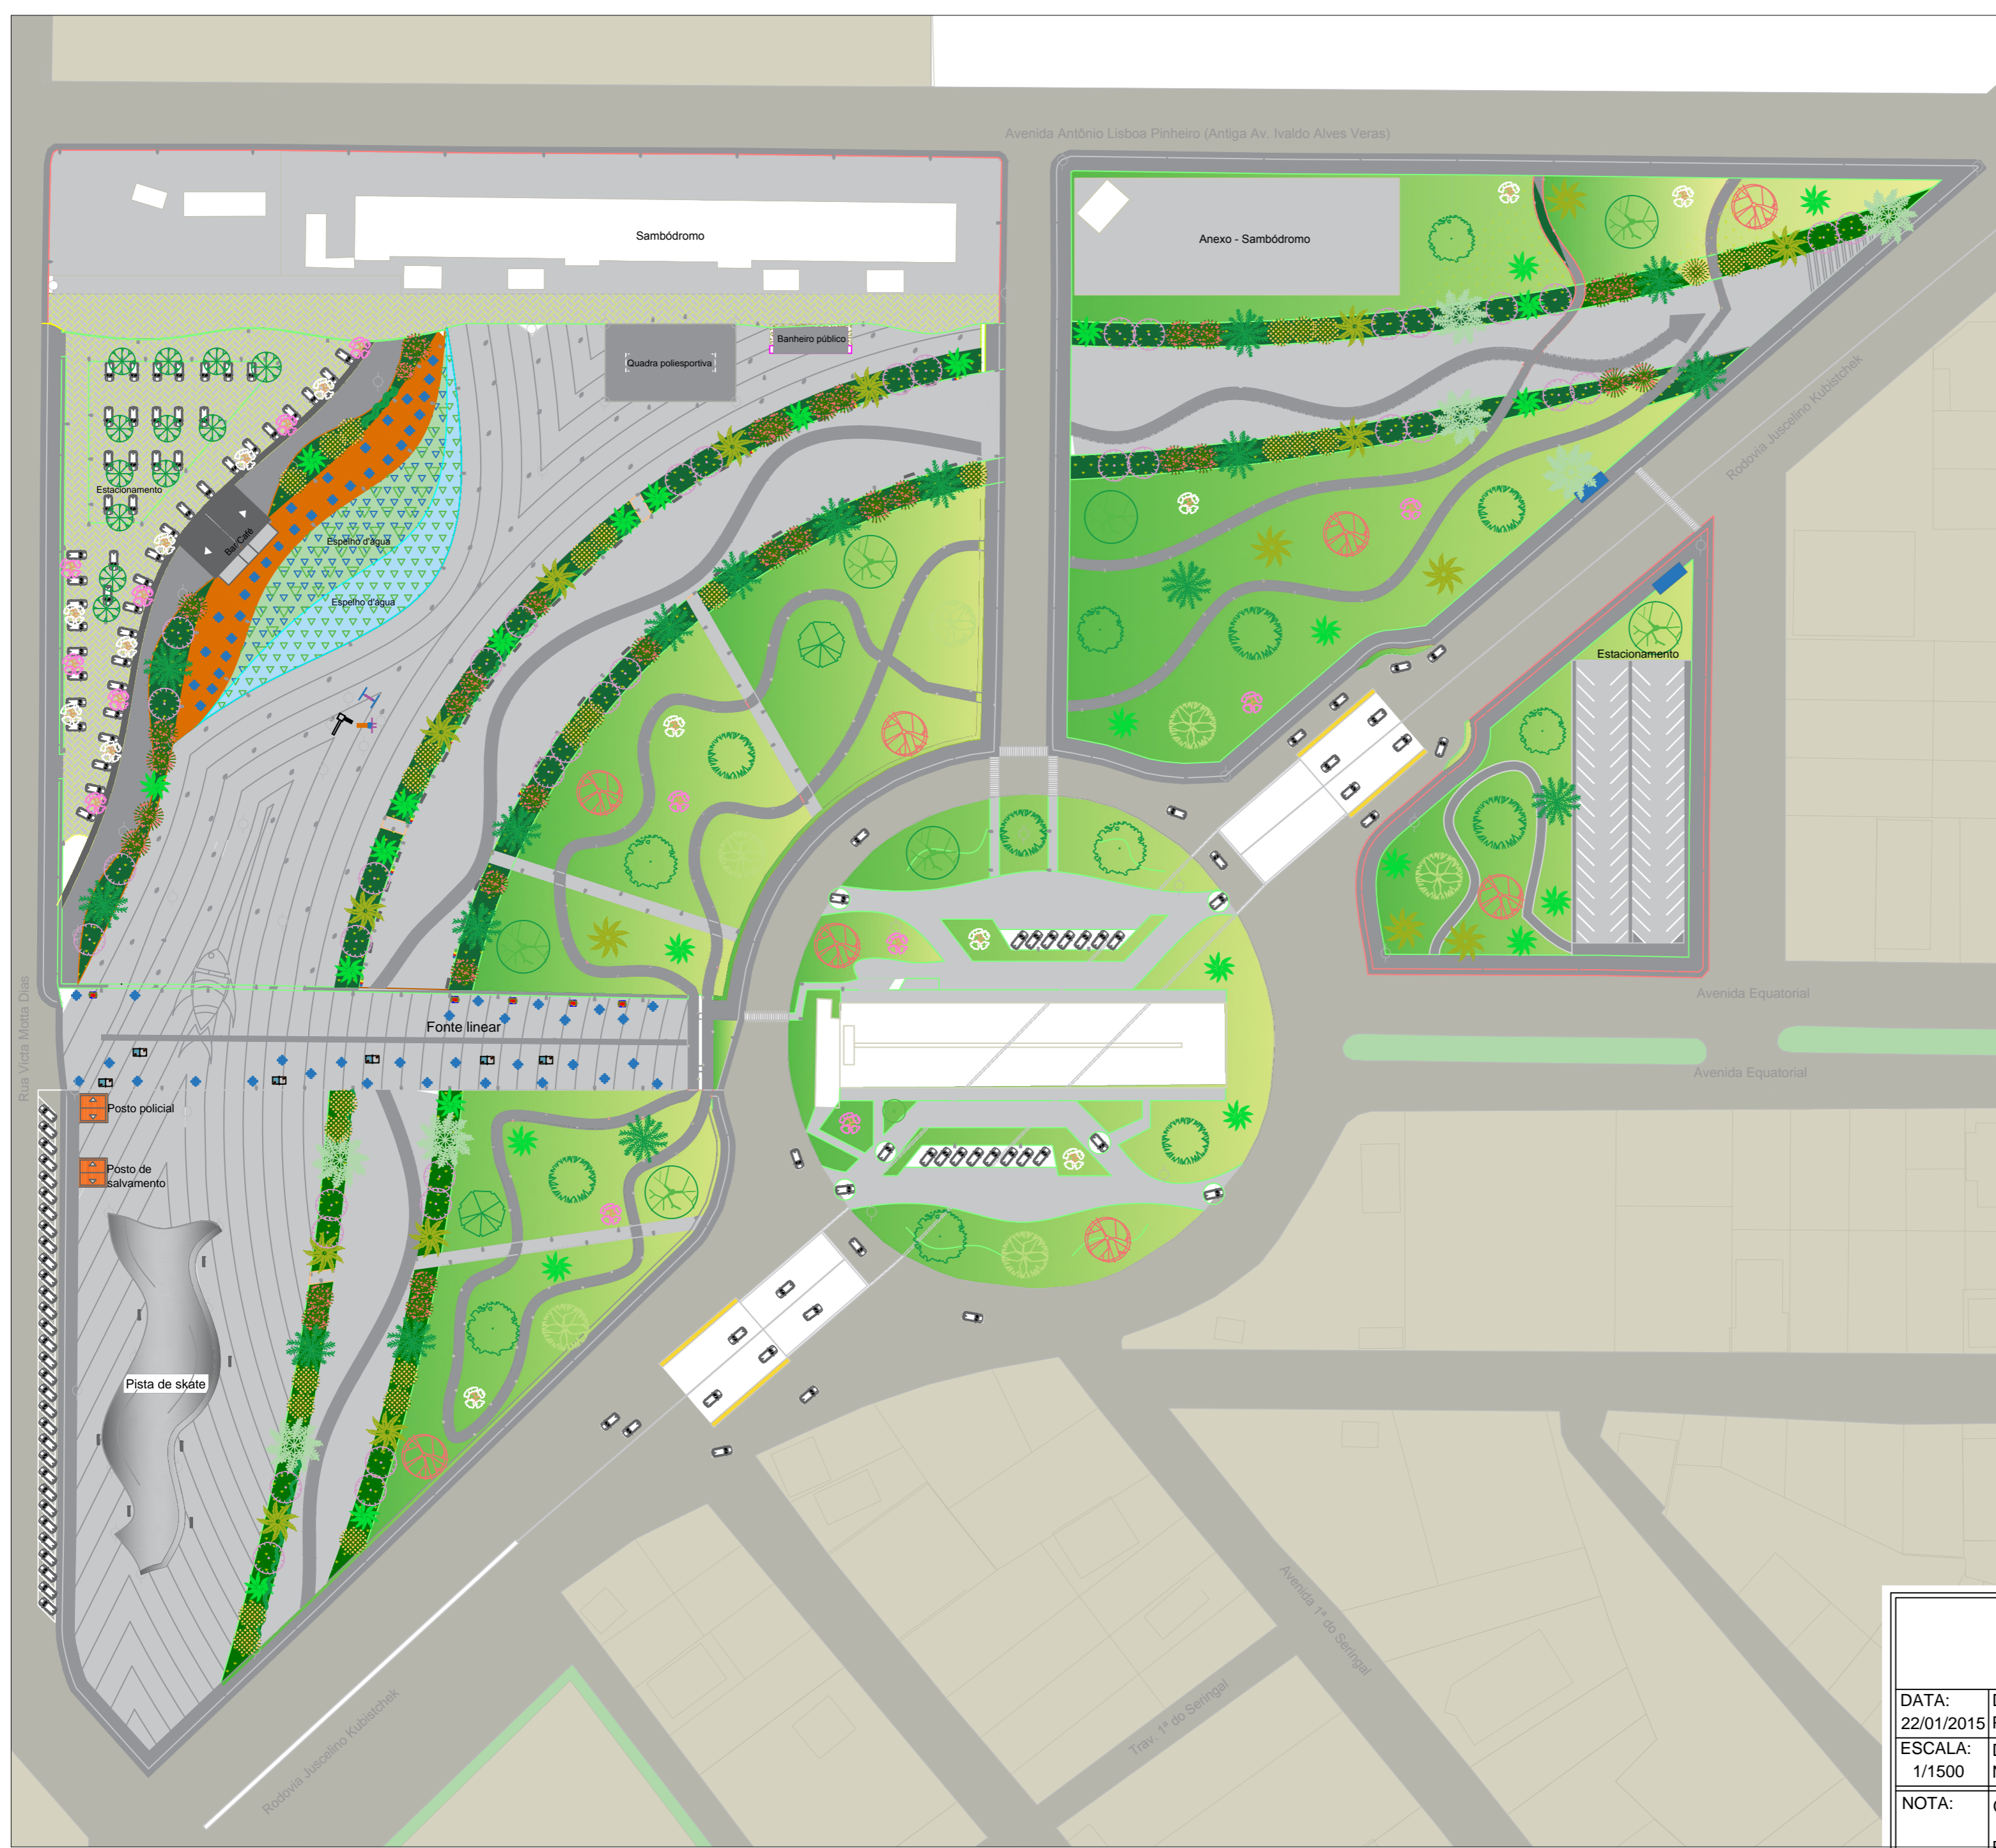 Avenida Antônio Lisboa Pinheiro (Antiga Av. Ivaldo Alves Veras)
Sambódromo
Anexo - Sambódromo
Banheiro público
Quadra poliesportiva
Rodovia Juscelino Kubistchek
Estacionamento
Bar/Café
Espelho d'água
Espelho d'água
Estacionamento
Rua Victa Motta Dias
Avenida Equatorial
Fonte linear
Avenida Equatorial
Posto policial
Posto de
salvamento
Pista de skate
Avenida 1ª do Seringal
Trav. 1ª do Seringal
Rodovia Juscelino Kubistchek
DATA:
22/01/2015
ESCALA:
1/1500
NOTA: